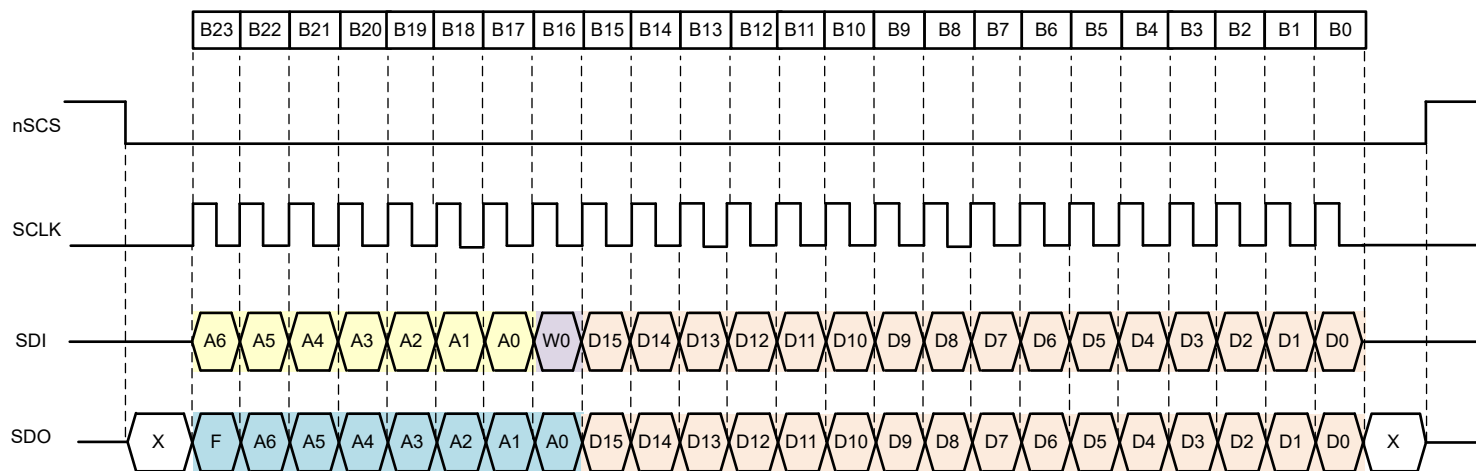 B23 B22 B21 B20 B19 B18 B17 B16 B15 B14 B13 B12 B11 B10 B9 B8 B7 B6 B5 B4 B3 B2 B1 B0
nSCS
SCLK
SDI A6 A5 A4 A3 A2 A1 A0 W0 D15 D14 D13 D12 D11 D10 D9 D8 D7 D6 D5 D4 D3 D2 D1 D0
SDO X F A6 A5 A4 A3 A2 A1 A0 D15 D14 D13 D12 D11 D10 D9 D8 D7 D6 D5 D4 D3 D2 D1 D0 X